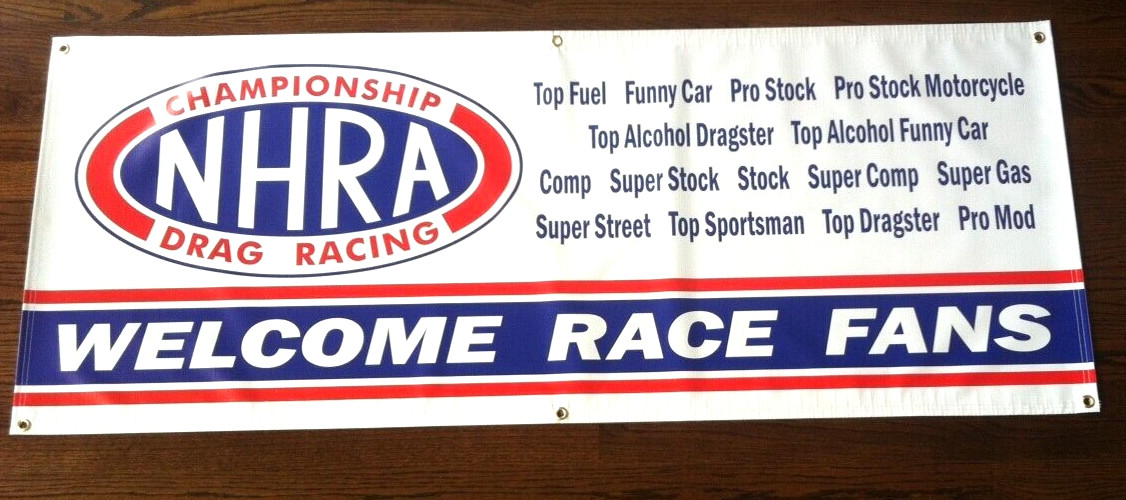 CHAMPIONSHIP
NHRA
DRAG RACING
Top Fuel Funny Car Pro Stock Pro Stock Motorcycle
Top Alcohol Dragster Top Alcohol Funny Car
Comp Super Stock Stock Super Comp Super Gas
Super Street Top Sportsman Top Dragster Pro Mod
WELCOME RACE FANS